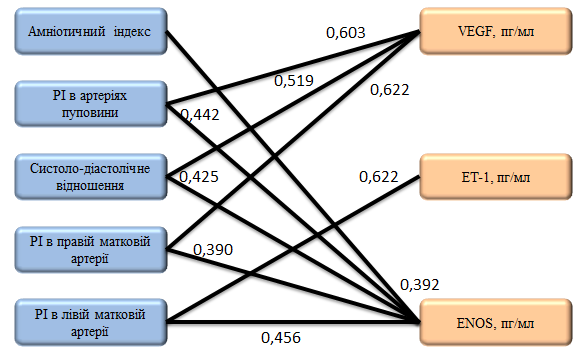 Амніотичний індекс
PI в артеріях
пуповини
Систоло-діастолічне
відношення
PI в правій матковій
артерії
PI в лівій матковій
артерії
0,603
0,519
0,442
0,622
0,425
0,622
0,390
0,392
0,456
VEGF, пг/мл
ET-1, пг/мл
ENOS, пг/мл